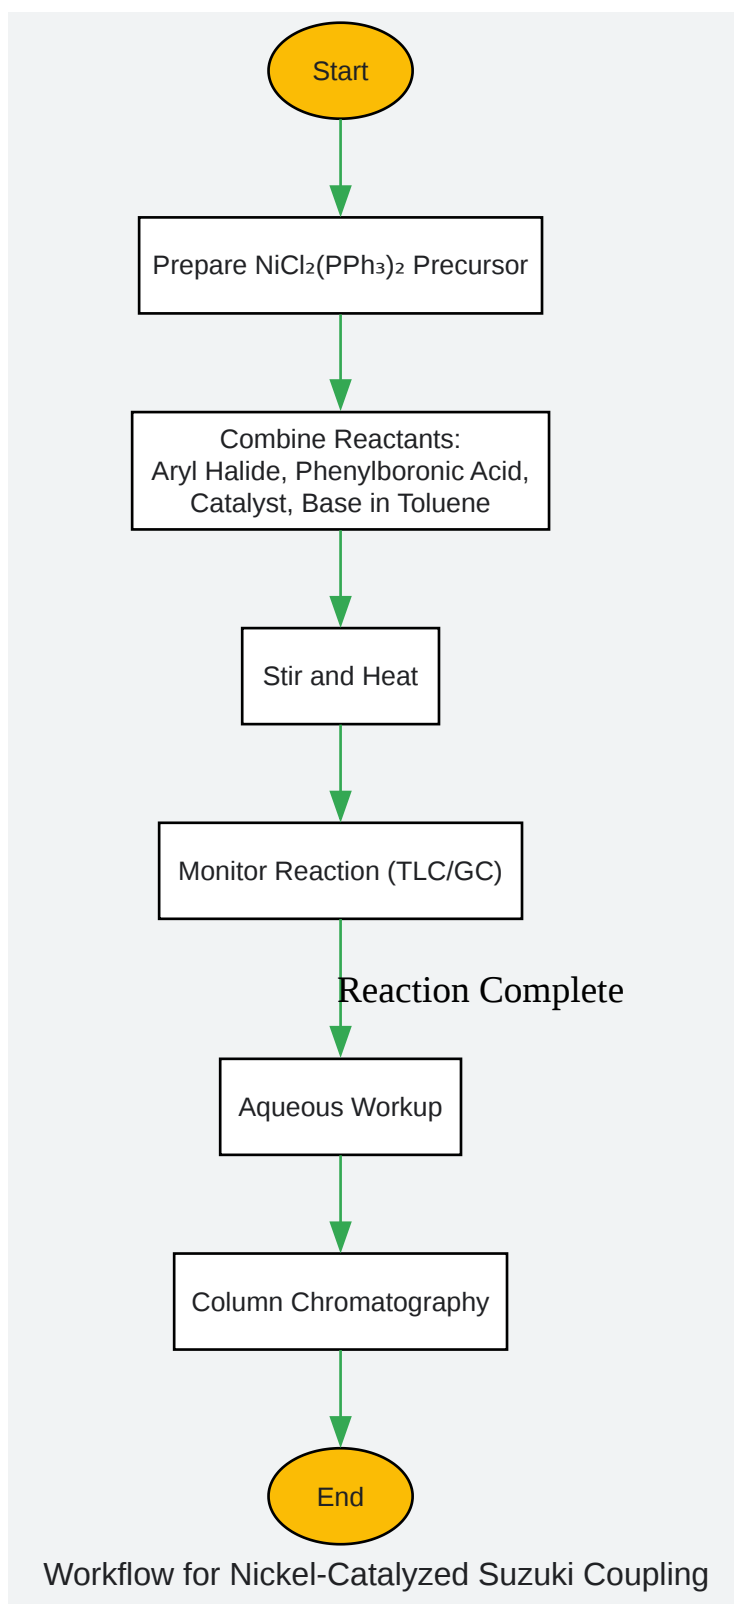 Start
Prepare NiCl₂(PPh₃)₂ Precursor
Combine Reactants:
Aryl Halide, Phenylboronic Acid,
Catalyst, Base in Toluene
Stir and Heat
Monitor Reaction (TLC/GC)
Reaction Complete
Aqueous Workup
Column Chromatography
End
Workflow for Nickel-Catalyzed Suzuki Coupling